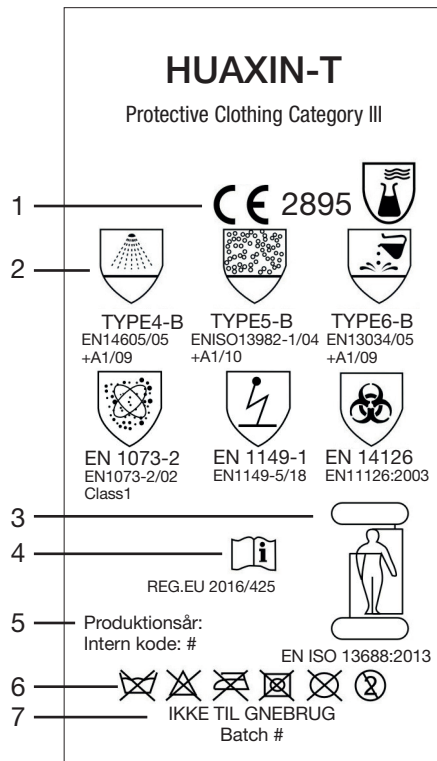 HUAXIN-T
Protective Clothing Category III
1 CE 2895
2
TYPE4-B TYPE5-B TYPE6-B
EN14605/05 ENISO13982-1/04 EN13034/05
+A1/09 +A1/10 +A1/09
EN 1073-2 EN 1149-1 EN 14126
EN1073-2/02 EN1149-5/18 EN11126:2003
Class1
3
4 i
REG.EU 2016/425
5 Produktionsår:
Intern kode: #
EN ISO 13688:2013
6 2
7 IKKE TIL GNEBRUG
Batch #